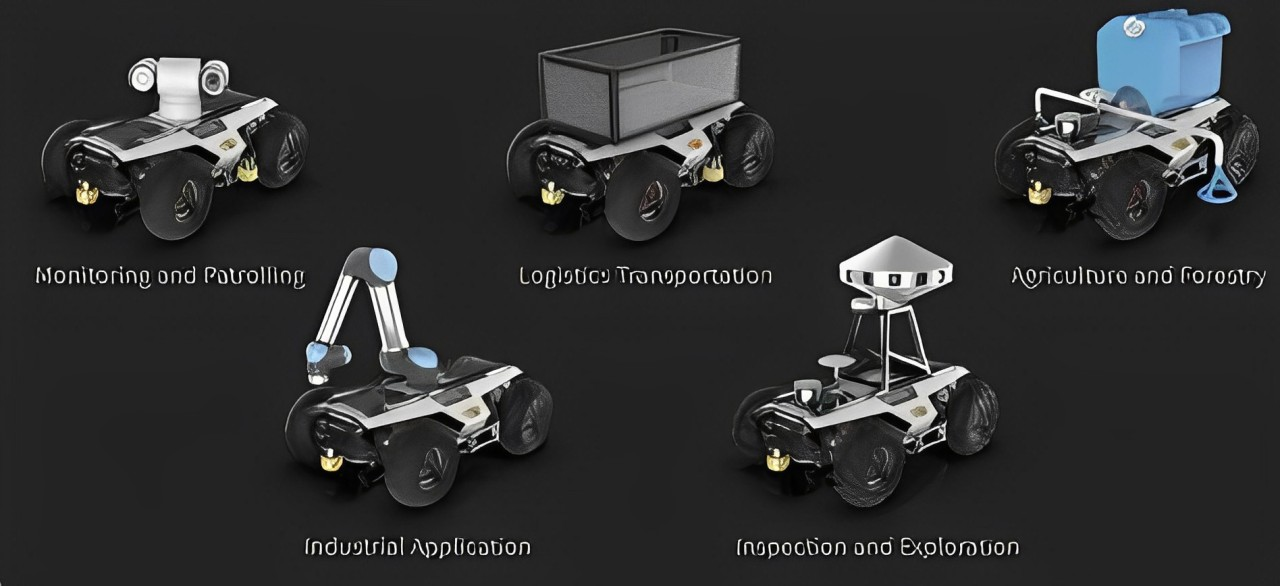 Monitoring and Patrolling
Logistics Transportation
Agriculture and Forestry
Industrial Application
Inspection and Exploration